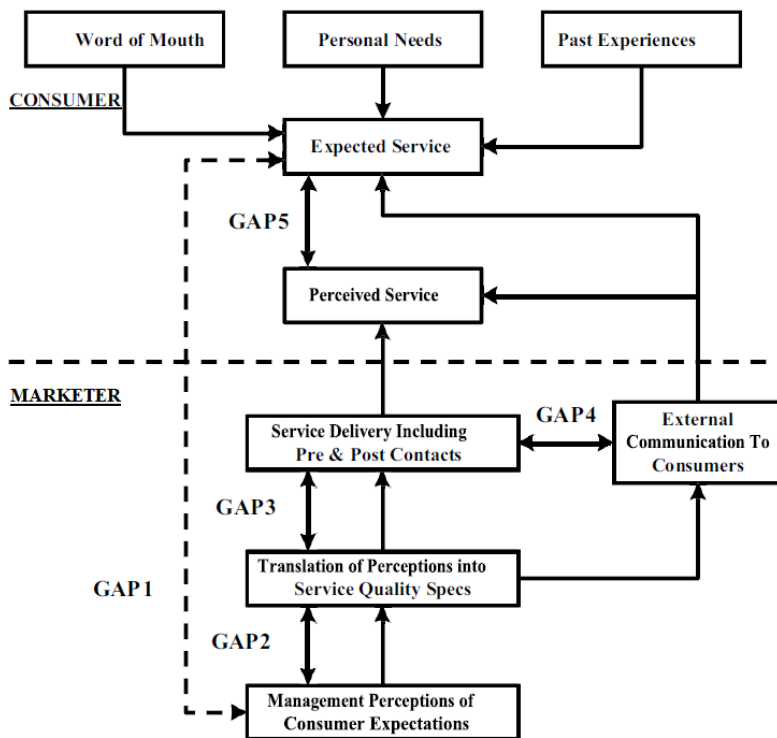 Word of Mouth
Personal Needs
Past Experiences
CONSUMER
Expected Service
GAP5
Perceived Service
MARKETER
GAP4
Service Delivery Including
Pre & Post Contacts
External
Communication To
Consumers
GAP3
Translation of Perceptions into
Service Quality Specs
GAP1
GAP2
Management Perceptions of
Consumer Expectations